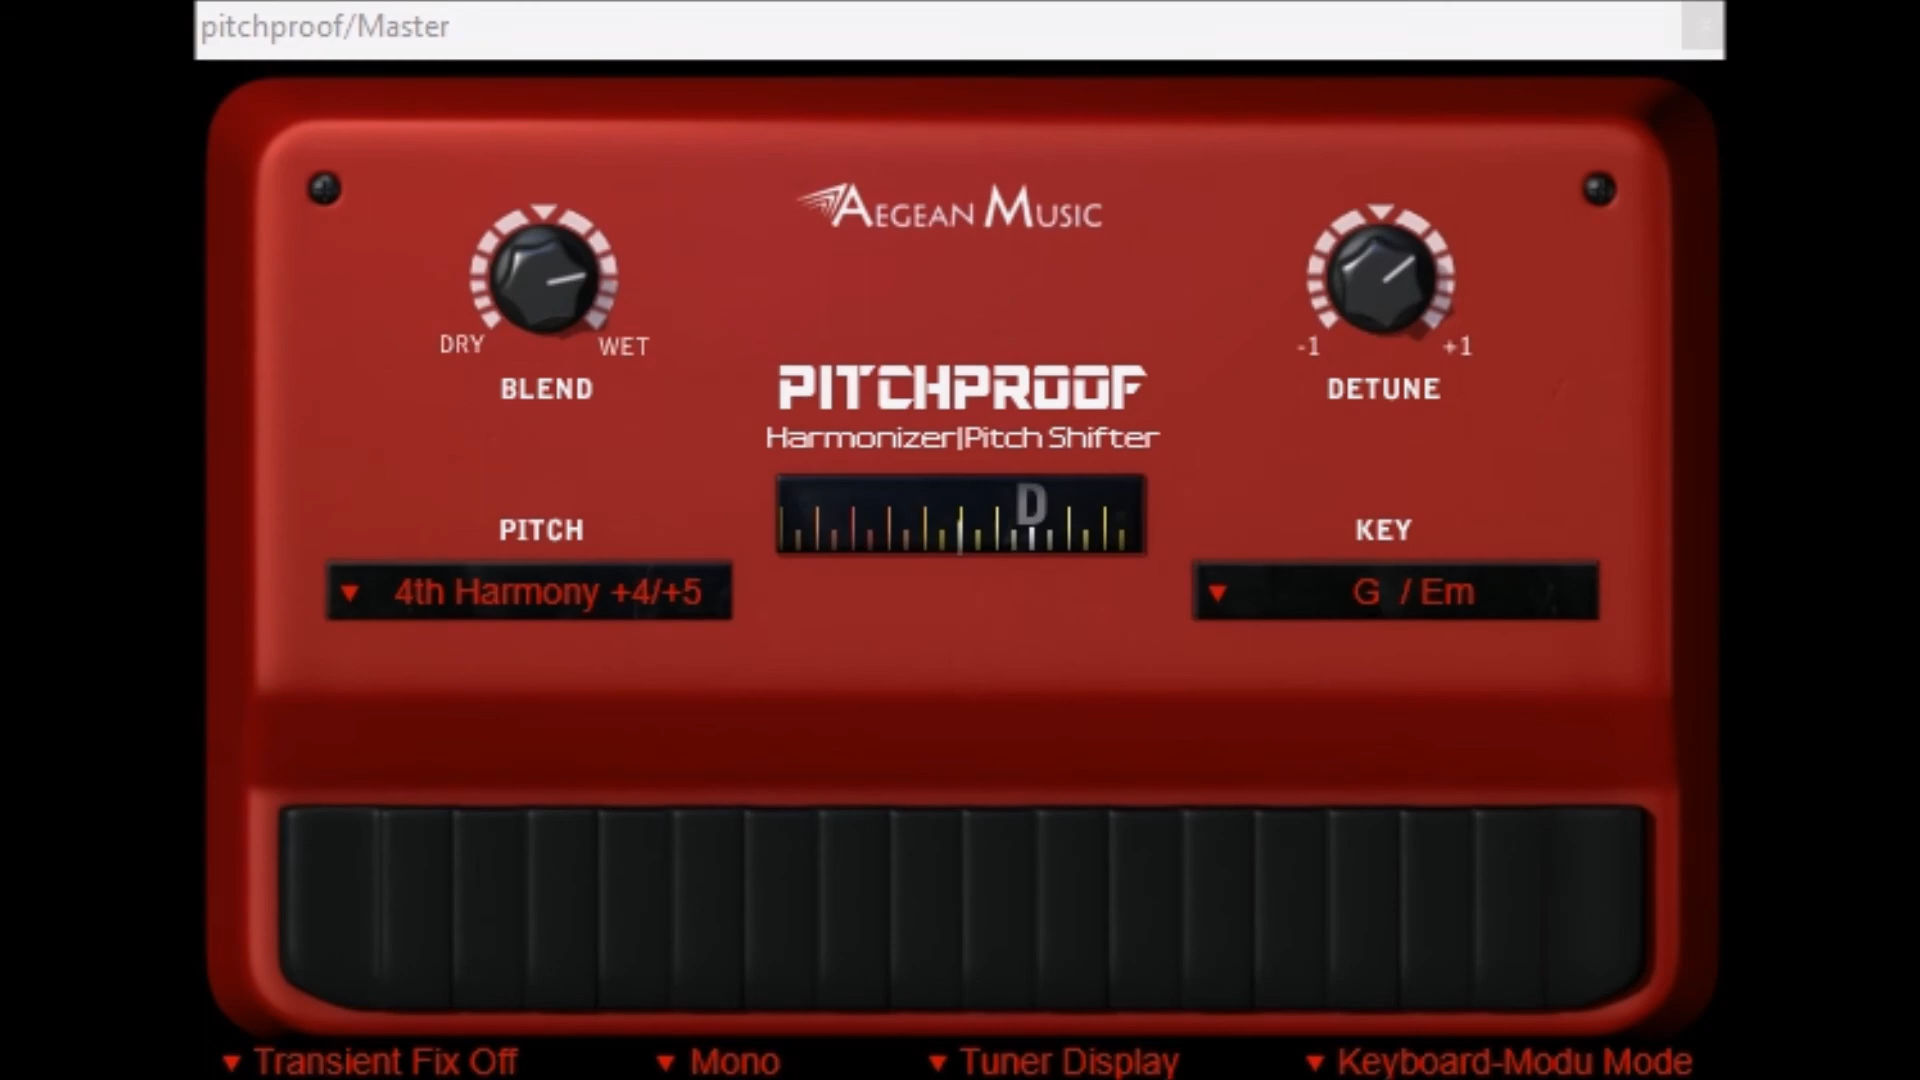 pitchproof/Master
AEGEAN MUSIC
DRY
WET
BLEND
-1
+1
DETUNE
PITCHPROOF
Harmonizer|Pitch Shifter
D
PITCH
4th Harmony +4/+5
KEY
G / Em
Transient Fix Off
Mono
Tuner Display
Keyboard-Modu Mode